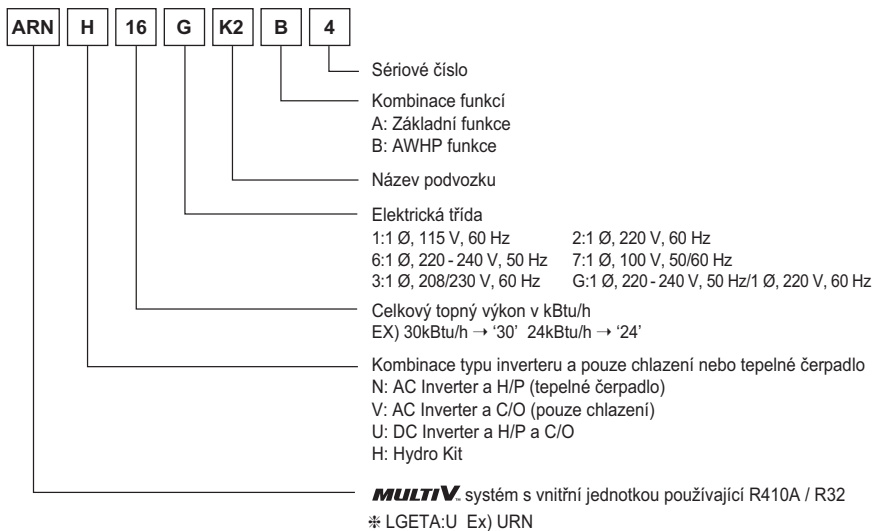 ARN H 16 G K2 B 4
Sériové číslo
Kombinace funkcí
A: Základní funkce
B: AWHP funkce
Název podvozku
Elektrická třída
1:1 Ø, 115 V, 60 Hz 2:1 Ø, 220 V, 60 Hz
6:1 Ø, 220 - 240 V, 50 Hz 7:1 Ø, 100 V, 50/60 Hz
3:1 Ø, 208/230 V, 60 Hz G:1 Ø, 220 - 240 V, 50 Hz/1 Ø, 220 V, 60 Hz
Celkový topný výkon v kBtu/h
EX) 30kBtu/h → ‘30’ 24kBtu/h → ‘24’
Kombinace typu inverteru a pouze chlazení nebo tepelné čerpadlo
N: AC Inverter a H/P (tepelné čerpadlo)
V: AC Inverter a C/O (pouze chlazení)
U: DC Inverter a H/P a C/O
H: Hydro Kit
MULTI V™ systém s vnitřní jednotkou používající R410A / R32
❈ LGETA:U Ex) URN